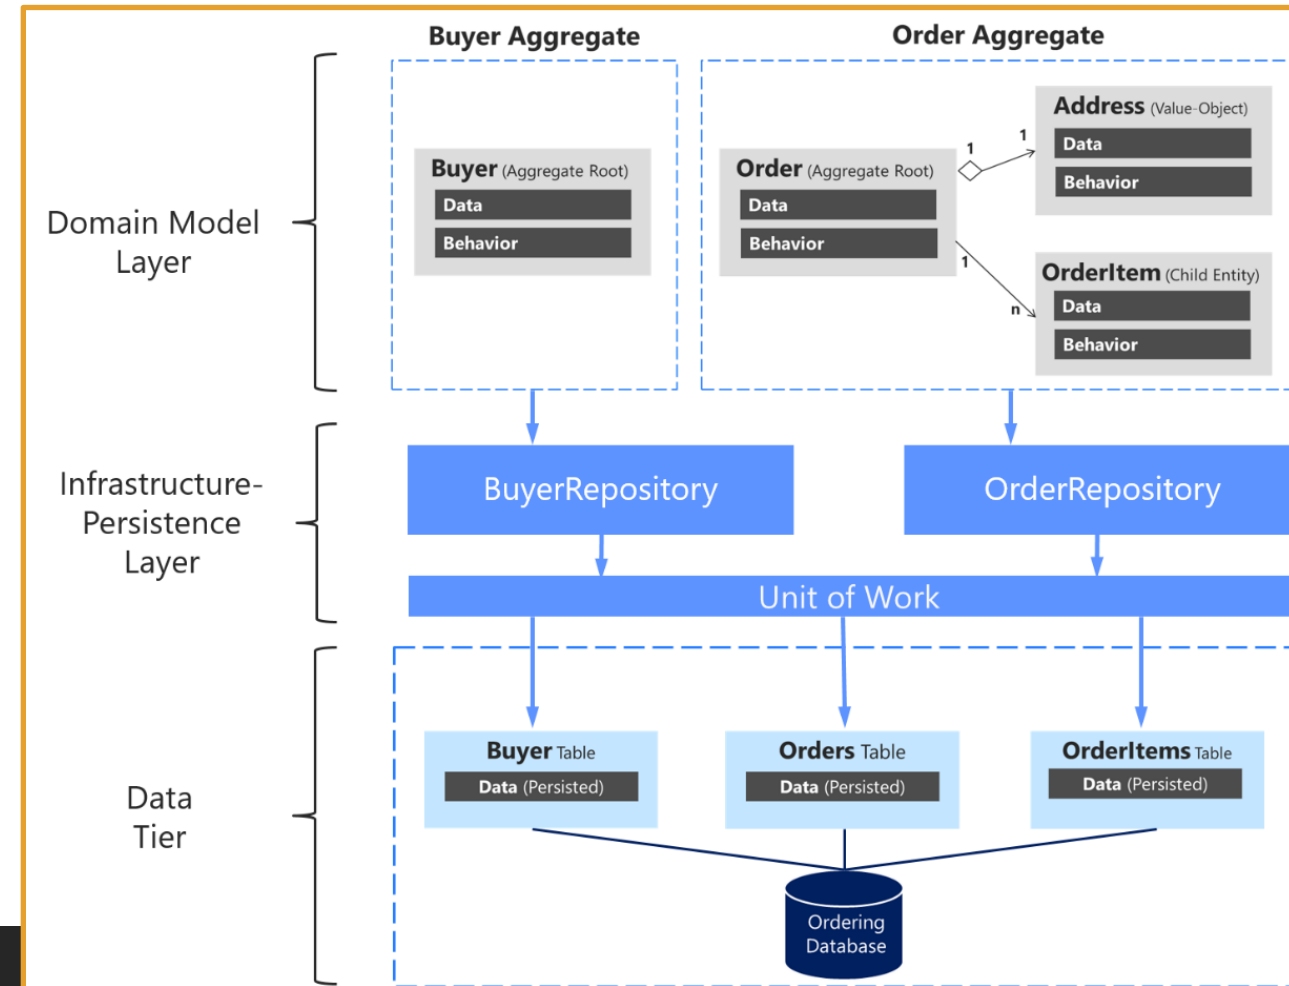 Buyer Aggregate
Order Aggregate
Domain Model
Layer
Buyer (Aggregate Root)
Data
Behavior
Order (Aggregate Root)
Data
Behavior
1
1
1
n
Address (Value-Object)
Data
Behavior
OrderItem (Child Entity)
Data
Behavior
Infrastructure-
Persistence
Layer
BuyerRepository
OrderRepository
Unit of Work
Data
Tier
Buyer Table
Data (Persisted)
Orders Table
Data (Persisted)
OrderItems Table
Data (Persisted)
Ordering
Database